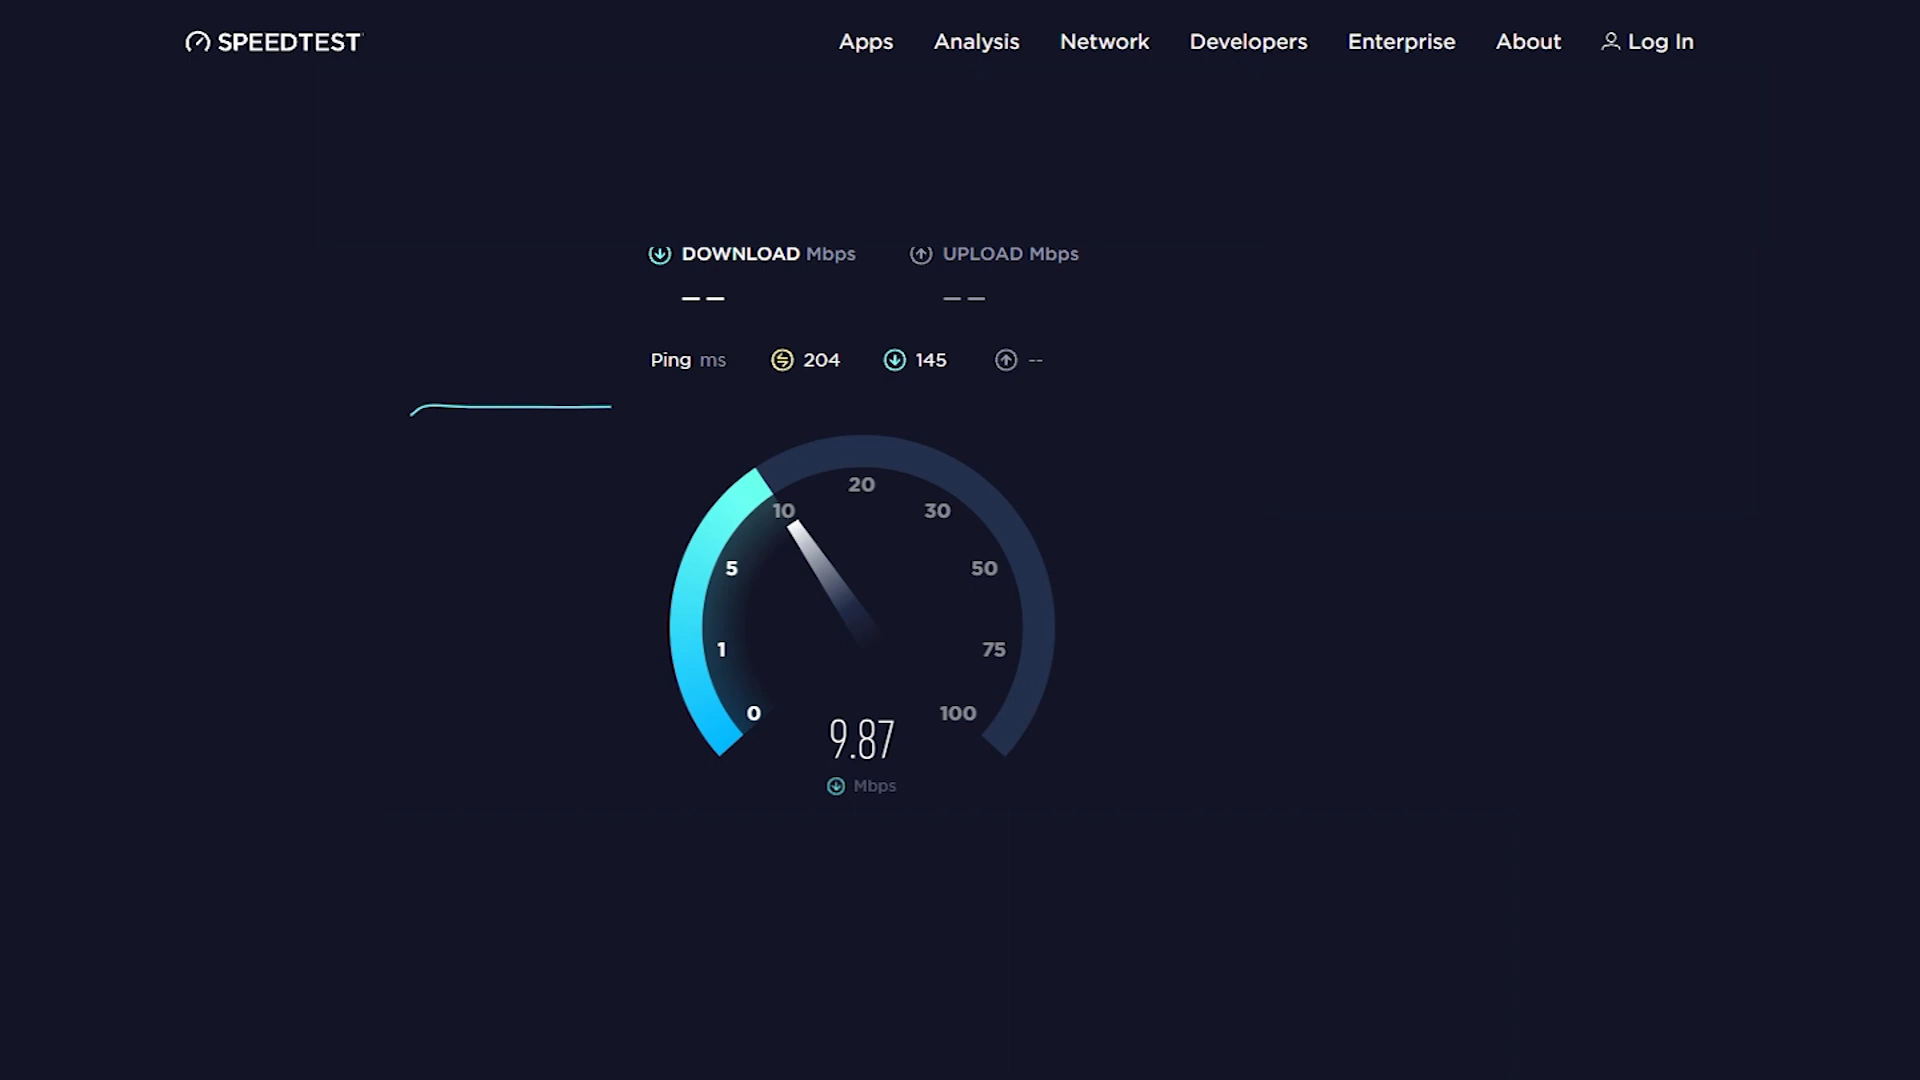 SPEEDTEST Apps Analysis Network Developers Enterprise About Log In
DOWNLOAD Mbps UPLOAD Mbps
— — — —
Ping ms 204 145 --
20
10 30
5 50
1 75
0 100
9.87
Mbps